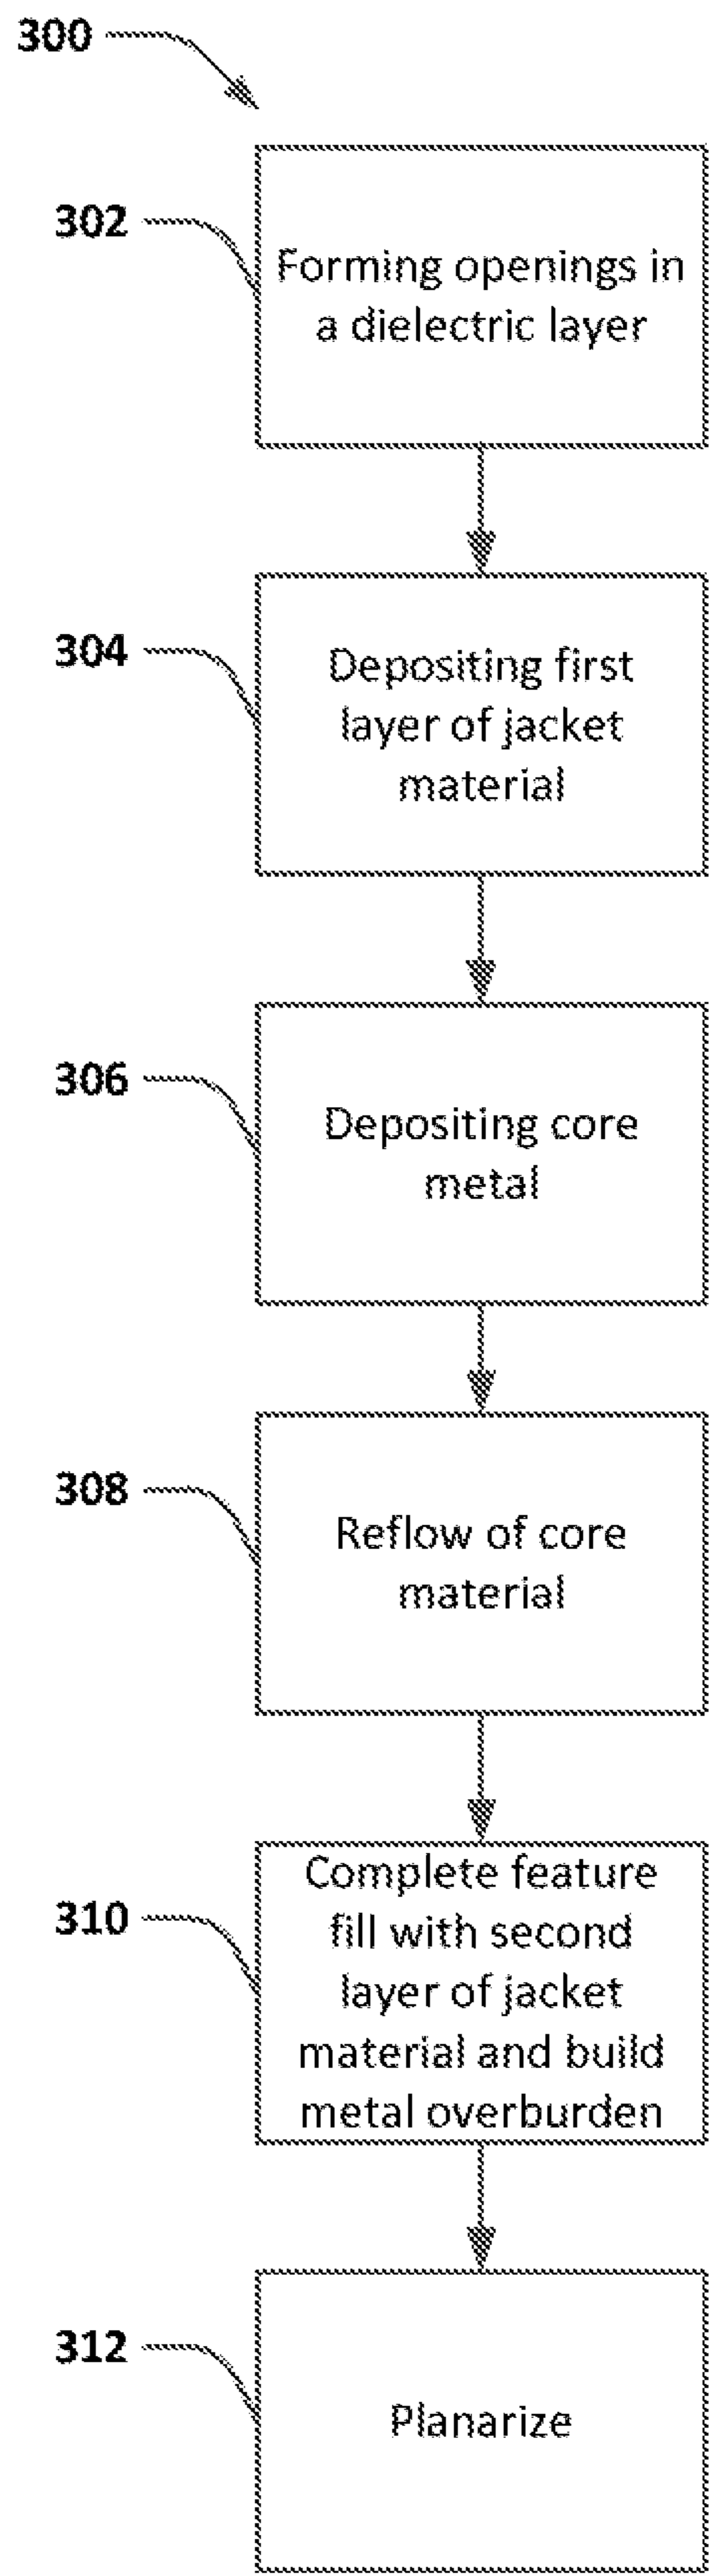 300
302
Forming openings in
a dielectric layer
304
Depositing first
layer of jacket
material
306
Depositing core
metal
308
Reflow of core
material
310
Complete feature
fill with second
layer of jacket
material and build
metal overburden
312
Planarize